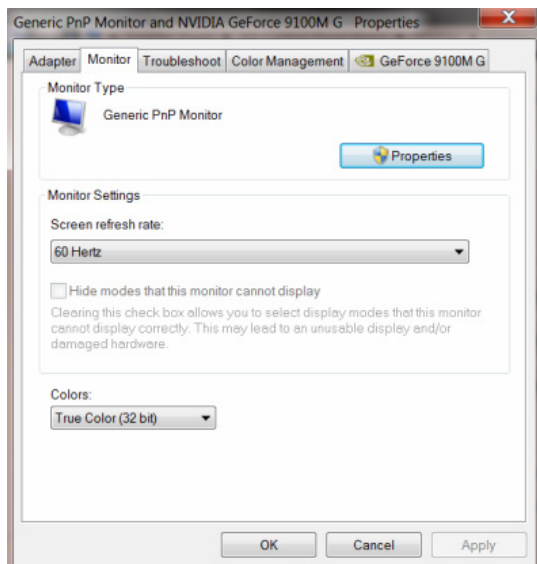 Generic PnP Monitor and NVIDIA GeForce 9100M G Properties
X
Adapter Monitor Troubleshoot Color Management GeForce 9100M G
Monitor Type
Generic PnP Monitor
Properties
Monitor Settings
Screen refresh rate:
60 Hertz
Hide modes that this monitor cannot display
Clearing this check box allows you to select display modes that this monitor
cannot display correctly. This may lead to an unusable display and/or
damaged hardware.
Colors:
True Color (32 bit)
OK Cancel Apply